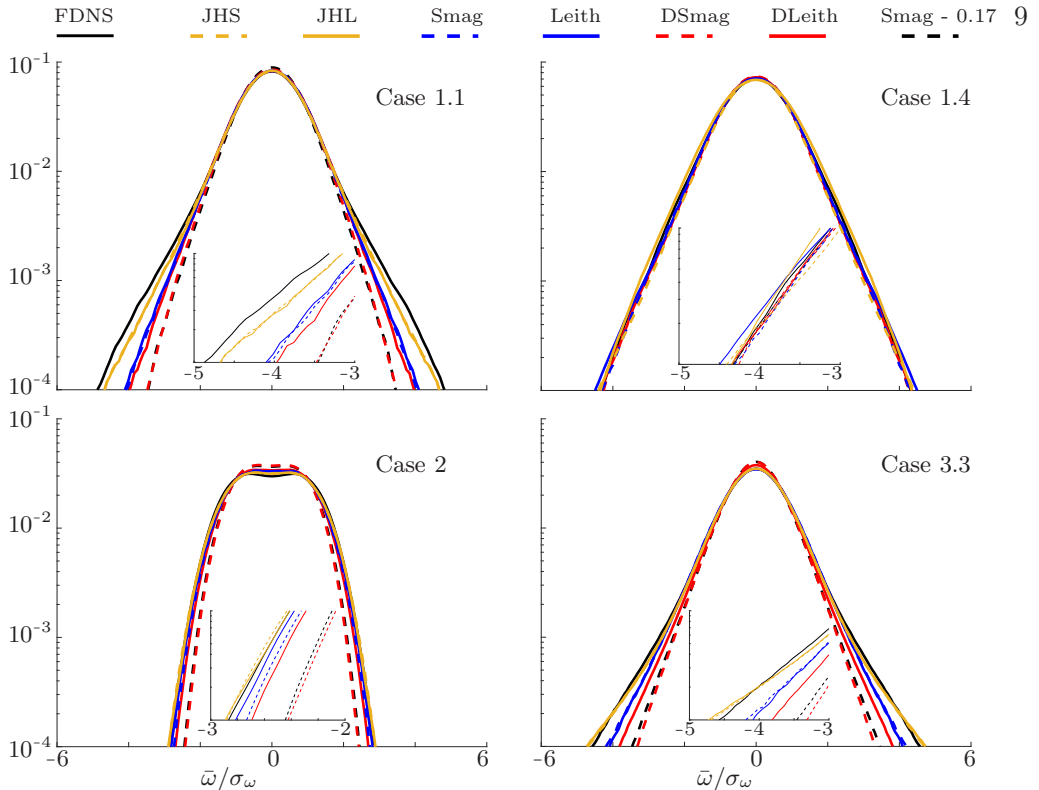 FDNS JHS JHL Smag Leith DSmag DLeith Smag - 0.17 9
10^-1
Case 1.1
Case 1.4
10^-2
10^-3
-5 -4 -3
-5 -4 -3
10^-4
10^-1
Case 2
Case 3.3
10^-2
10^-3
-3 -2
-5 -4 -3
10^-4
-6 0 6
-6 0 6
ω̄/σ_ω
ω̄/σ_ω